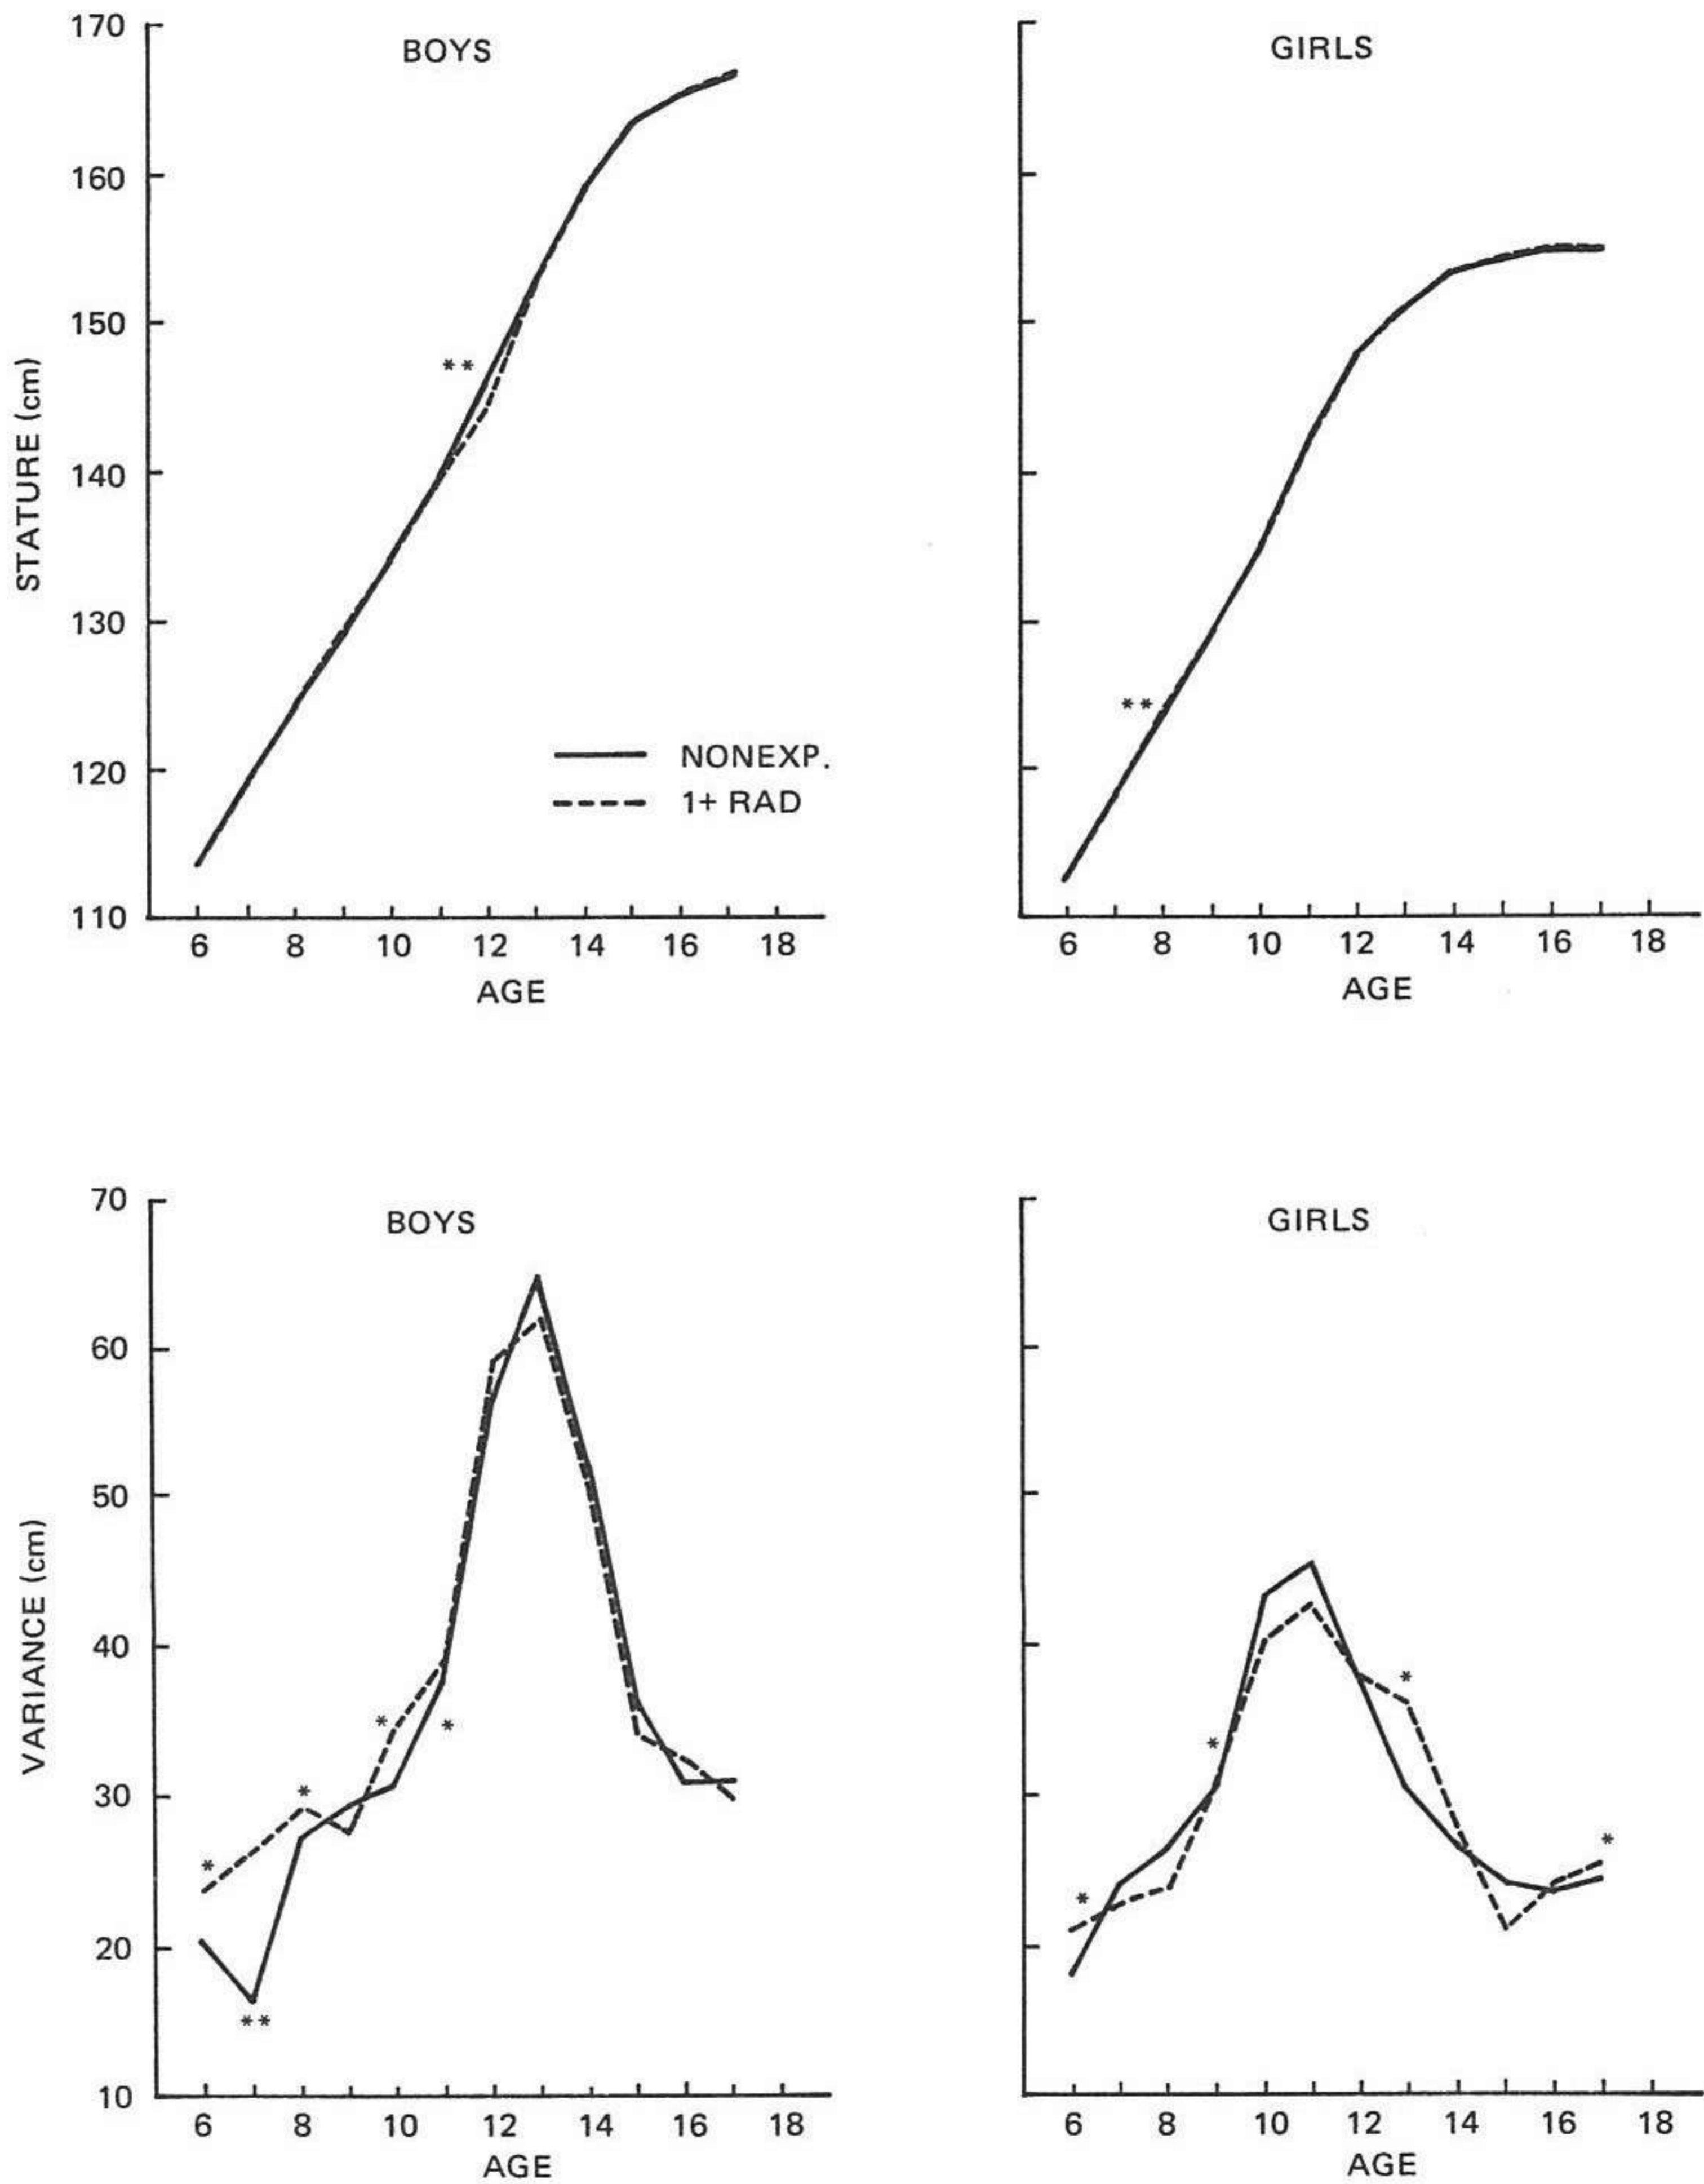 BOYS
GIRLS
170
160
150
140
130
120
110
STATURE (cm)
**
**
NONEXP.
1+ RAD
6 8 10 12 14 16 18
AGE
6 8 10 12 14 16 18
AGE
BOYS
GIRLS
70
60
50
40
30
20
10
VARIANCE (cm)
*
**
*
*
*
*
*
*
*
6 8 10 12 14 16 18
AGE
6 8 10 12 14 16 18
AGE